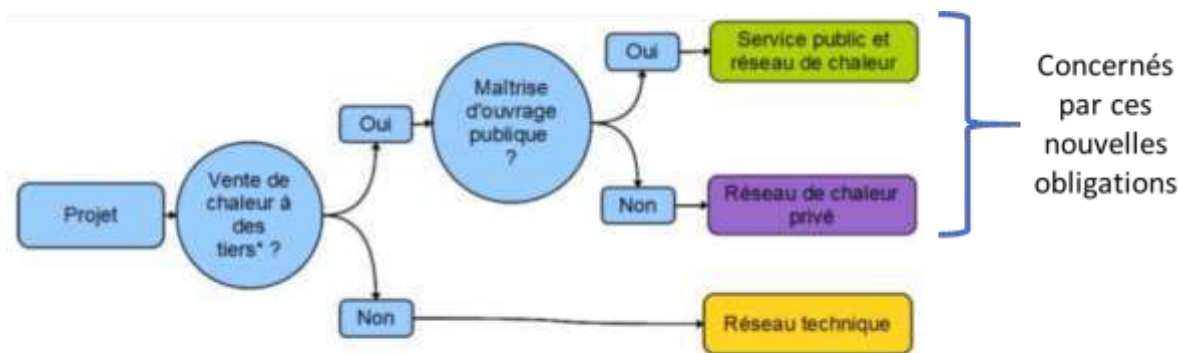 Projet
Vente de
chaleur à
des
tiers* ?
Oui
Non
Maîtrise
d'ouvrage
publique
?
Oui
Non
Service public et
réseau de chaleur
Réseau de chaleur
privé
Réseau technique
Concernés
par ces
nouvelles
obligations